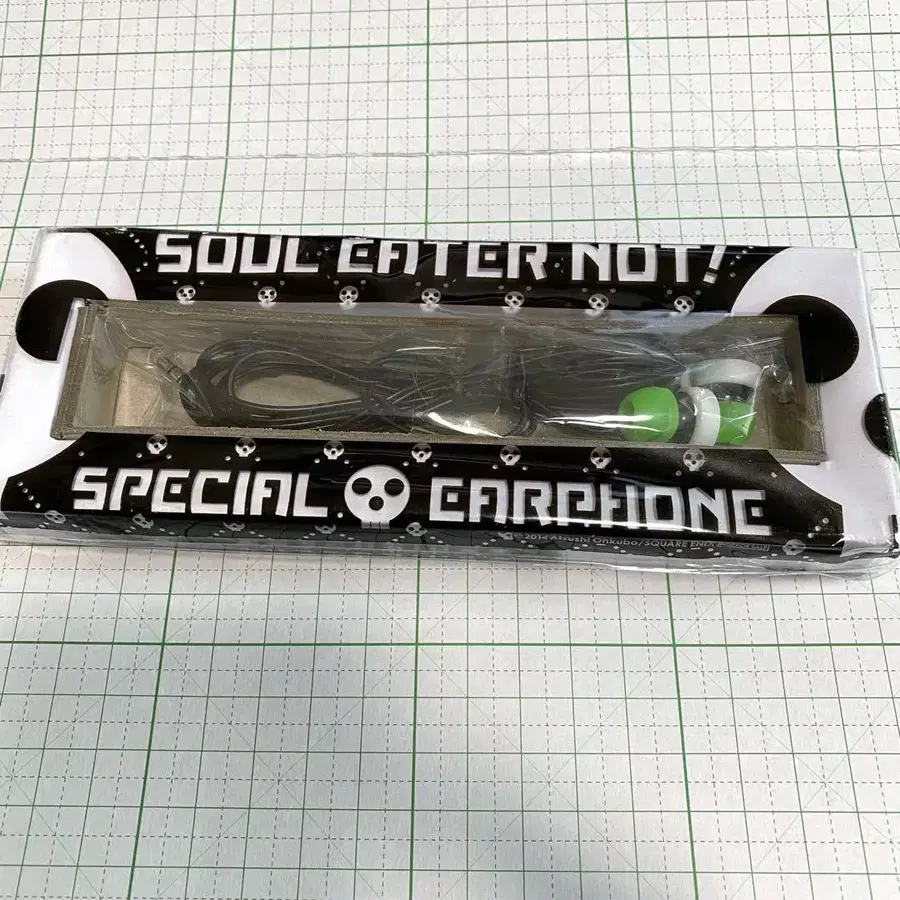 SOUL EATER NOT!
SPECIAL EARPHONE
©2014 Atsushi Ohkubo/SQUARE ENIX